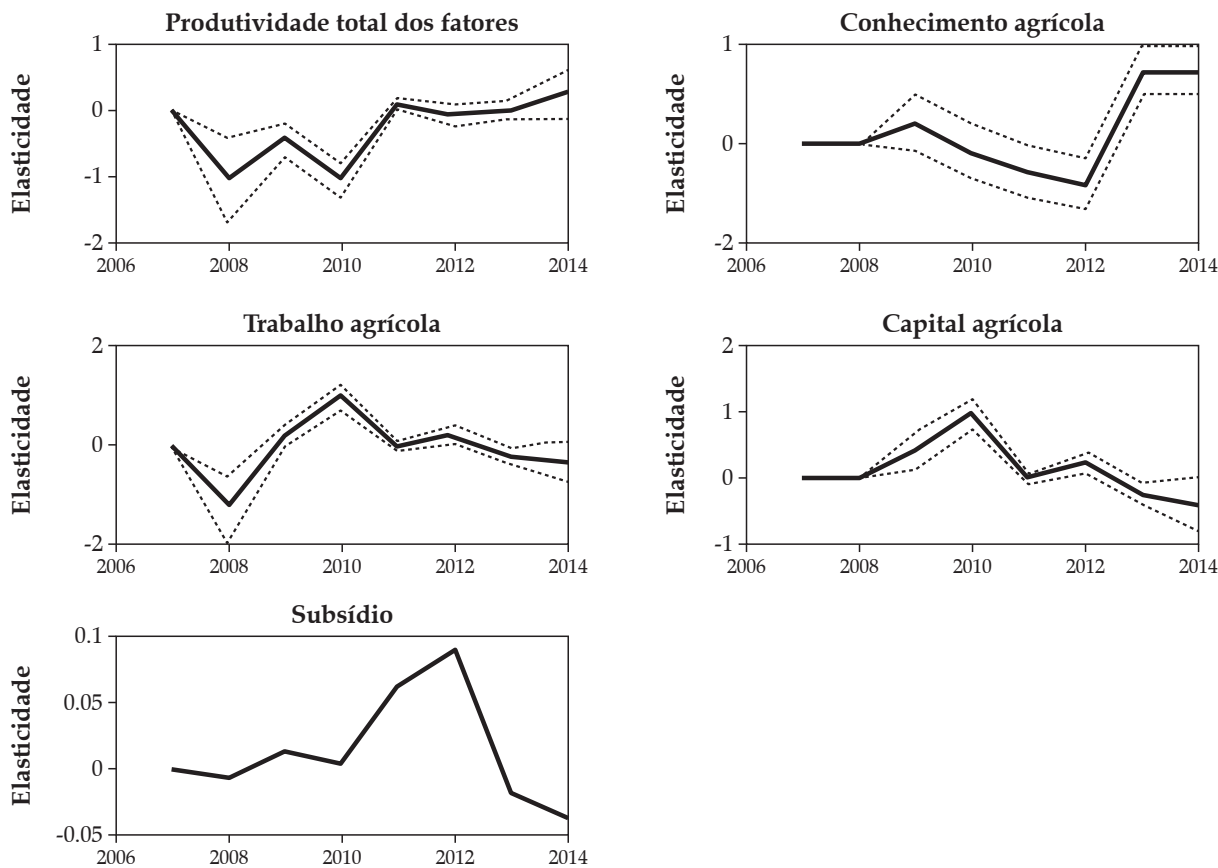 Produtividade total dos fatores
Elasticidade
1
0
-1
-2
2006 2008 2010 2012 2014
Conhecimento agrícola
Elasticidade
1
0
-2
2006 2008 2010 2012 2014
Trabalho agrícola
Elasticidade
2
0
-2
2006 2008 2010 2012 2014
Capital agrícola
Elasticidade
2
1
0
-1
2006 2008 2010 2012 2014
Subsídio
Elasticidade
0.1
0.05
0
-0.05
2006 2008 2010 2012 2014